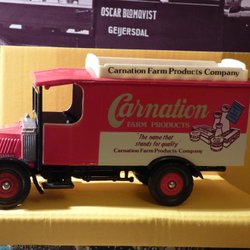 OSCAR BLOMQVIST
GEIJERSDAL
Carnation Farm Products Company
Carnation
FARM PRODUCTS
The name that
stands for quality
Carnation Farm Products Company